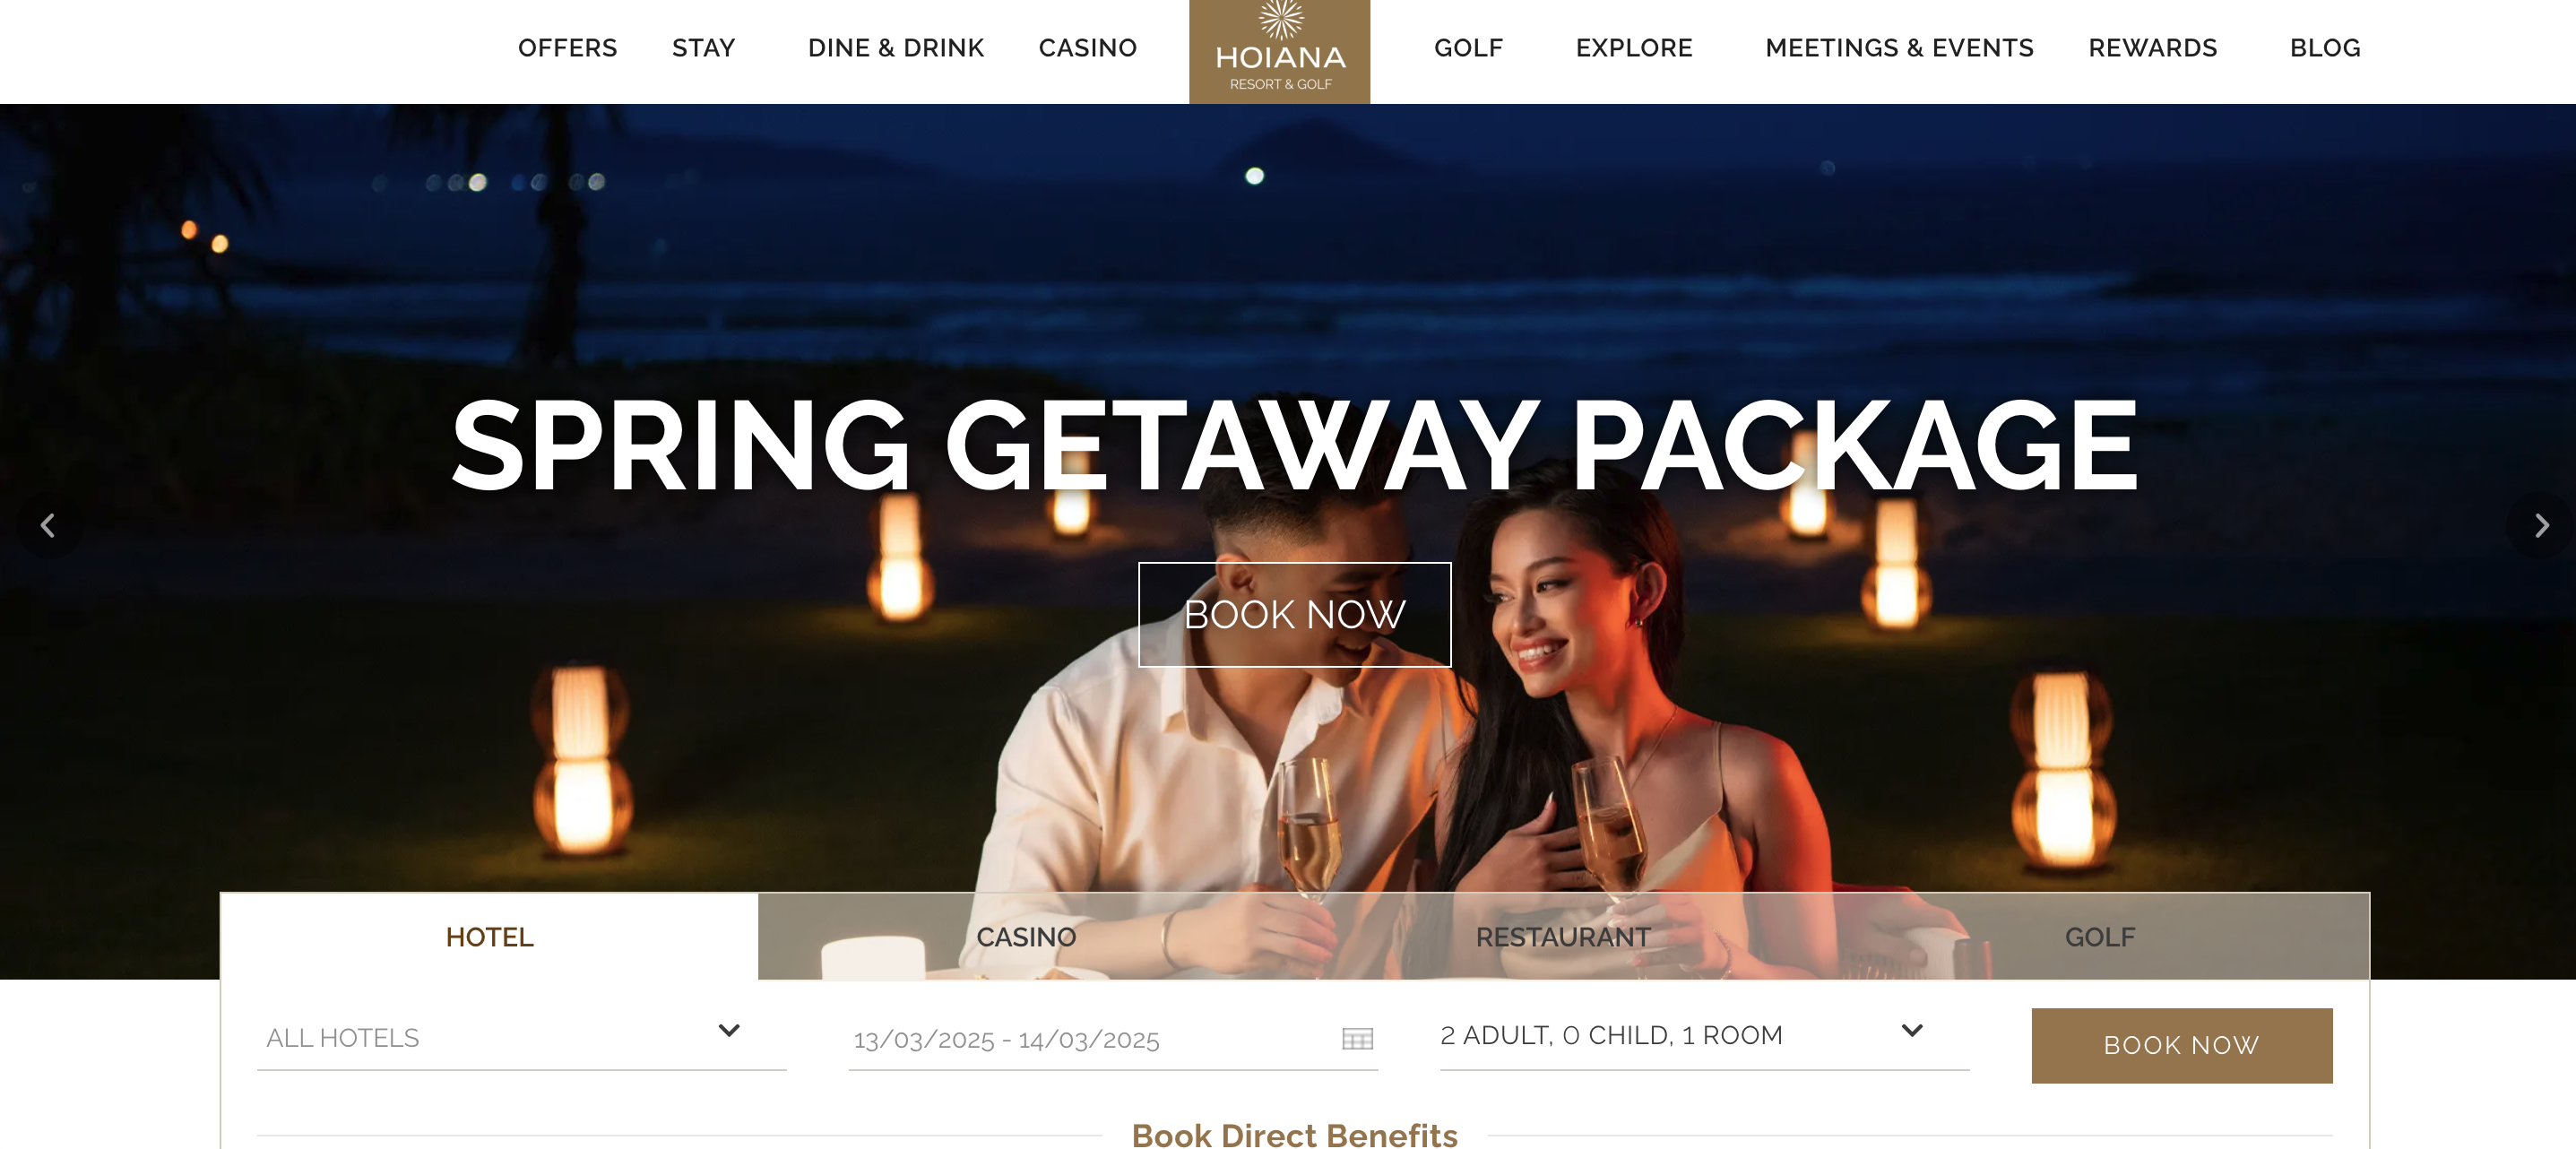 OFFERS STAY DINE & DRINK CASINO HOIANA GOLF EXPLORE MEETINGS & EVENTS REWARDS BLOG
RESORT & GOLF
SPRING GETAWAY PACKAGE
BOOK NOW
HOTEL CASINO RESTAURANT GOLF
ALL HOTELS 13/03/2025 - 14/03/2025 2 ADULT, 0 CHILD, 1 ROOM BOOK NOW
Book Direct Benefits